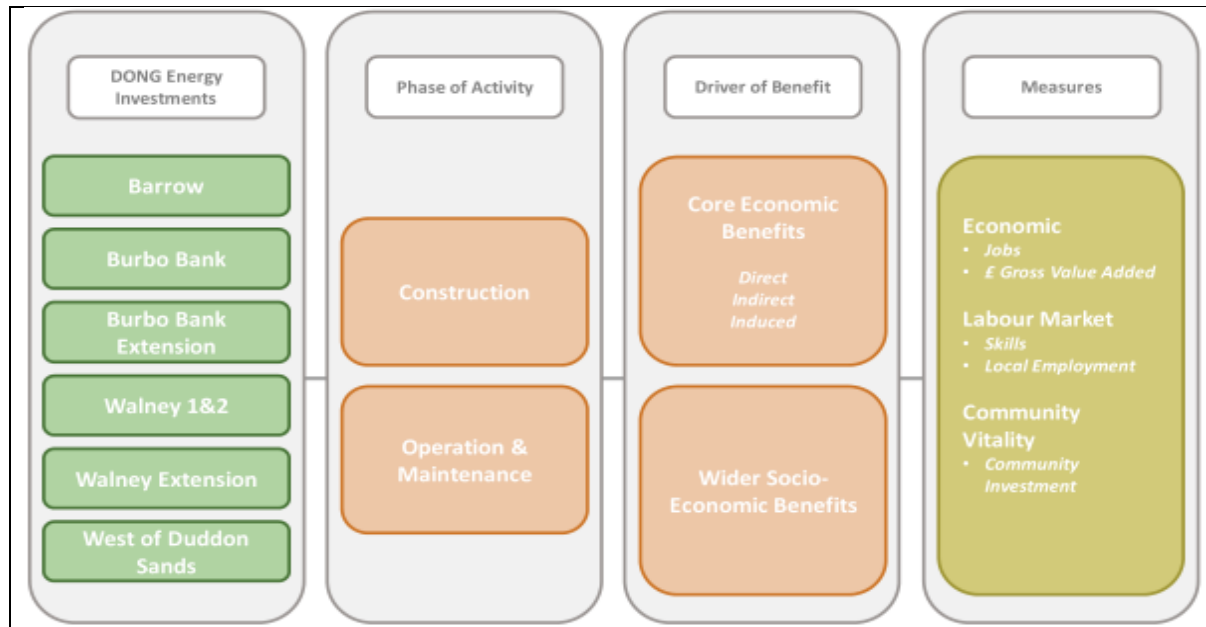 DONG Energy
Investments
Barrow
Burbo Bank
Burbo Bank
Extension
Walney 1&2
Walney Extension
West of Duddon
Sands
Phase of Activity
Construction
Operation &
Maintenance
Driver of Benefit
Core Economic
Benefits
Direct
Indirect
Induced
Wider Socio-
Economic Benefits
Measures
Economic
• Jobs
• £ Gross Value Added
Labour Market
• Skills
• Local Employment
Community
Vitality
• Community
Investment